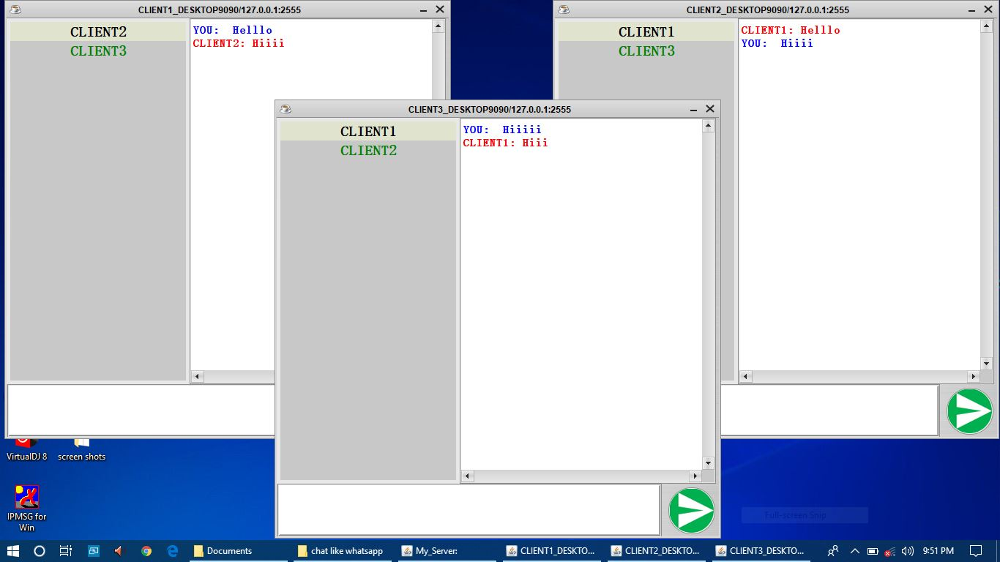 CLIENT1_DESKTOP9090/127.0.0.1:2555
CLIENT2
CLIENT3
YOU:  Helllo
CLIENT2: Hiiii
CLIENT2_DESKTOP9090/127.0.0.1:2555
CLIENT1
CLIENT3
CLIENT1: Helllo
YOU:  Hiiii
CLIENT3_DESKTOP9090/127.0.0.1:2555
CLIENT1
CLIENT2
YOU:  Hiiiii
CLIENT1: Hiii
VirtualDJ 8
screen shots
IPMSG for
Win
Full-screen Snip
Documents
chat like whatsapp
My_Server:
CLIENT1_DESKTO...
CLIENT2_DESKTO...
CLIENT3_DESKTO...
9:51 PM